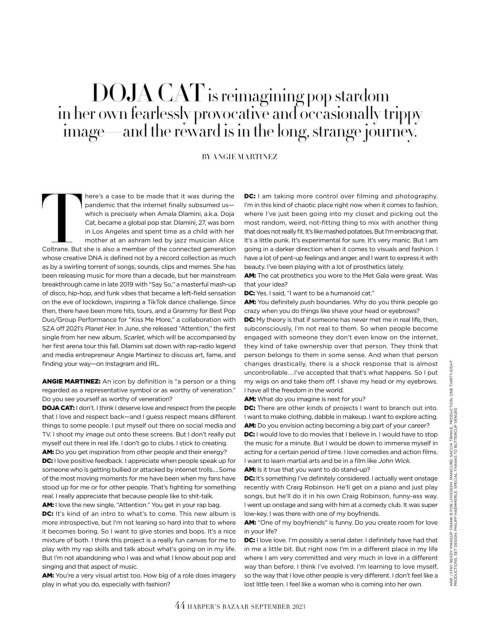 DOJA CAT is reimagining pop stardom
in her own fearlessly provocative and occasionally trippy
image—and the reward is in the long, strange journey.
BY ANGIE MARTINEZ
There's a case to be made that it was during the
pandemic that the internet finally subsumed us—
which is precisely when Amala Dlamini, a.k.a. Doja
Cat, became a global pop star. Dlamini, 27, was born
in Los Angeles and spent time as a child with her
mother at an ashram led by jazz musician Alice
Coltrane. But she is also a member of the connected generation
whose creative DNA is defined not by a record collection as much
as by a swirling torrent of songs, sounds, clips and memes. She has
been releasing music for more than a decade, but her mainstream
breakthrough came in late 2019 with "Say So," a masterful mash-up
of disco, hip-hop, and funk vibes that became a left-field sensation
on the eve of lockdown, inspiring a TikTok dance challenge. Since
then, there have been more hits, tours, and a Grammy for Best Pop
Duo/Group Performance for "Kiss Me More," a collaboration with
SZA off 2021's Planet Her. In June, she released "Attention," the first
single from her new album, Scarlet, which will be accompanied by
her first arena tour this fall. Dlamini sat down with rap-radio legend
and media entrepreneur Angie Martinez to discuss art, fame, and
finding your way—on Instagram and IRL.
ANGIE MARTINEZ: An icon by definition is "a person or a thing
regarded as a representative symbol or as worthy of veneration."
Do you see yourself as worthy of veneration?
DOJA CAT: I don't. I think I deserve love and respect from the people
that I love and respect back—and I guess respect means different
things to some people. I put myself out there on social media and
TV. I shoot my image out onto these screens. But I don't really put
myself out there in real life. I don't go to clubs. I stick to creating.
AM: Do you get inspiration from other people and their energy?
DC: I love positive feedback. I appreciate when people speak up for
someone who is getting bullied or attacked by internet trolls.... Some
of the most moving moments for me have been when my fans have
stood up for me or for other people. That's fighting for something
real. I really appreciate that because people like to shit-talk.
AM: I love the new single, "Attention." You get in your rap bag.
DC: It's kind of an intro to what's to come. This new album is
more introspective, but I'm not leaning so hard into that to where
it becomes boring. So I want to give stories and bops. It's a nice
mixture of both. I think this project is a really fun canvas for me to
play with my rap skills and talk about what's going on in my life.
But I'm not abandoning who I was and what I know about pop and
singing and that aspect of music.
AM: You're a very visual artist too. How big of a role does imagery
play in what you do, especially with fashion?
DC: I am taking more control over filming and photography.
I'm in this kind of chaotic place right now when it comes to fashion,
where I've just been going into my closet and picking out the
most random, weird, not-fitting thing to mix with another thing
that does not really fit. It's like mashed potatoes. But I'm embracing that.
It's a little punk. It's experimental for sure. It's very manic. But I am
going in a darker direction when it comes to visuals and fashion. I
have a lot of pent-up feelings and anger, and I want to express it with
beauty. I've been playing with a lot of prosthetics lately.
AM: The cat prosthetics you wore to the Met Gala were great. Was
that your idea?
DC: Yes. I said, "I want to be a humanoid cat."
AM: You definitely push boundaries. Why do you think people go
crazy when you do things like shave your head or eyebrows?
DC: My theory is that if someone has never met me in real life, then,
subconsciously, I'm not real to them. So when people become
engaged with someone they don't even know on the internet,
they kind of take ownership over that person. They think that
person belongs to them in some sense. And when that person
changes drastically, there is a shock response that is almost
uncontrollable.... I've accepted that that's what happens. So I put
my wigs on and take them off. I shave my head or my eyebrows.
I have all the freedom in the world.
AM: What do you imagine is next for you?
DC: There are other kinds of projects I want to branch out into.
I want to make clothing, dabble in makeup. I want to explore acting.
AM: Do you envision acting becoming a big part of your career?
DC: I would love to do movies that I believe in. I would have to stop
the music for a minute. But I would be down to immerse myself in
acting for a certain period of time. I love comedies and action films.
I want to learn martial arts and be in a film like John Wick.
AM: Is it true that you want to do stand-up?
DC: It's something I've definitely considered. I actually went onstage
recently with Craig Robinson. He'll get on a piano and just play
songs, but he'll do it in his own Craig Robinson, funny-ass way.
I went up onstage and sang with him at a comedy club. It was super
low-key. I was there with one of my boyfriends.
AM: "One of my boyfriends" is funny. Do you create room for love
in your life?
DC: I love love. I'm possibly a serial dater. I definitely have had that
in me a little bit. But right now I'm in a different place in my life
where I am very committed and very much in love in a different
way than before. I think I've evolved. I'm learning to love myself,
so the way that I love other people is very different. I don't feel like a
lost little teen. I feel like a woman who is coming into her own.
44 HARPER'S BAZAAR SEPTEMBER 2023